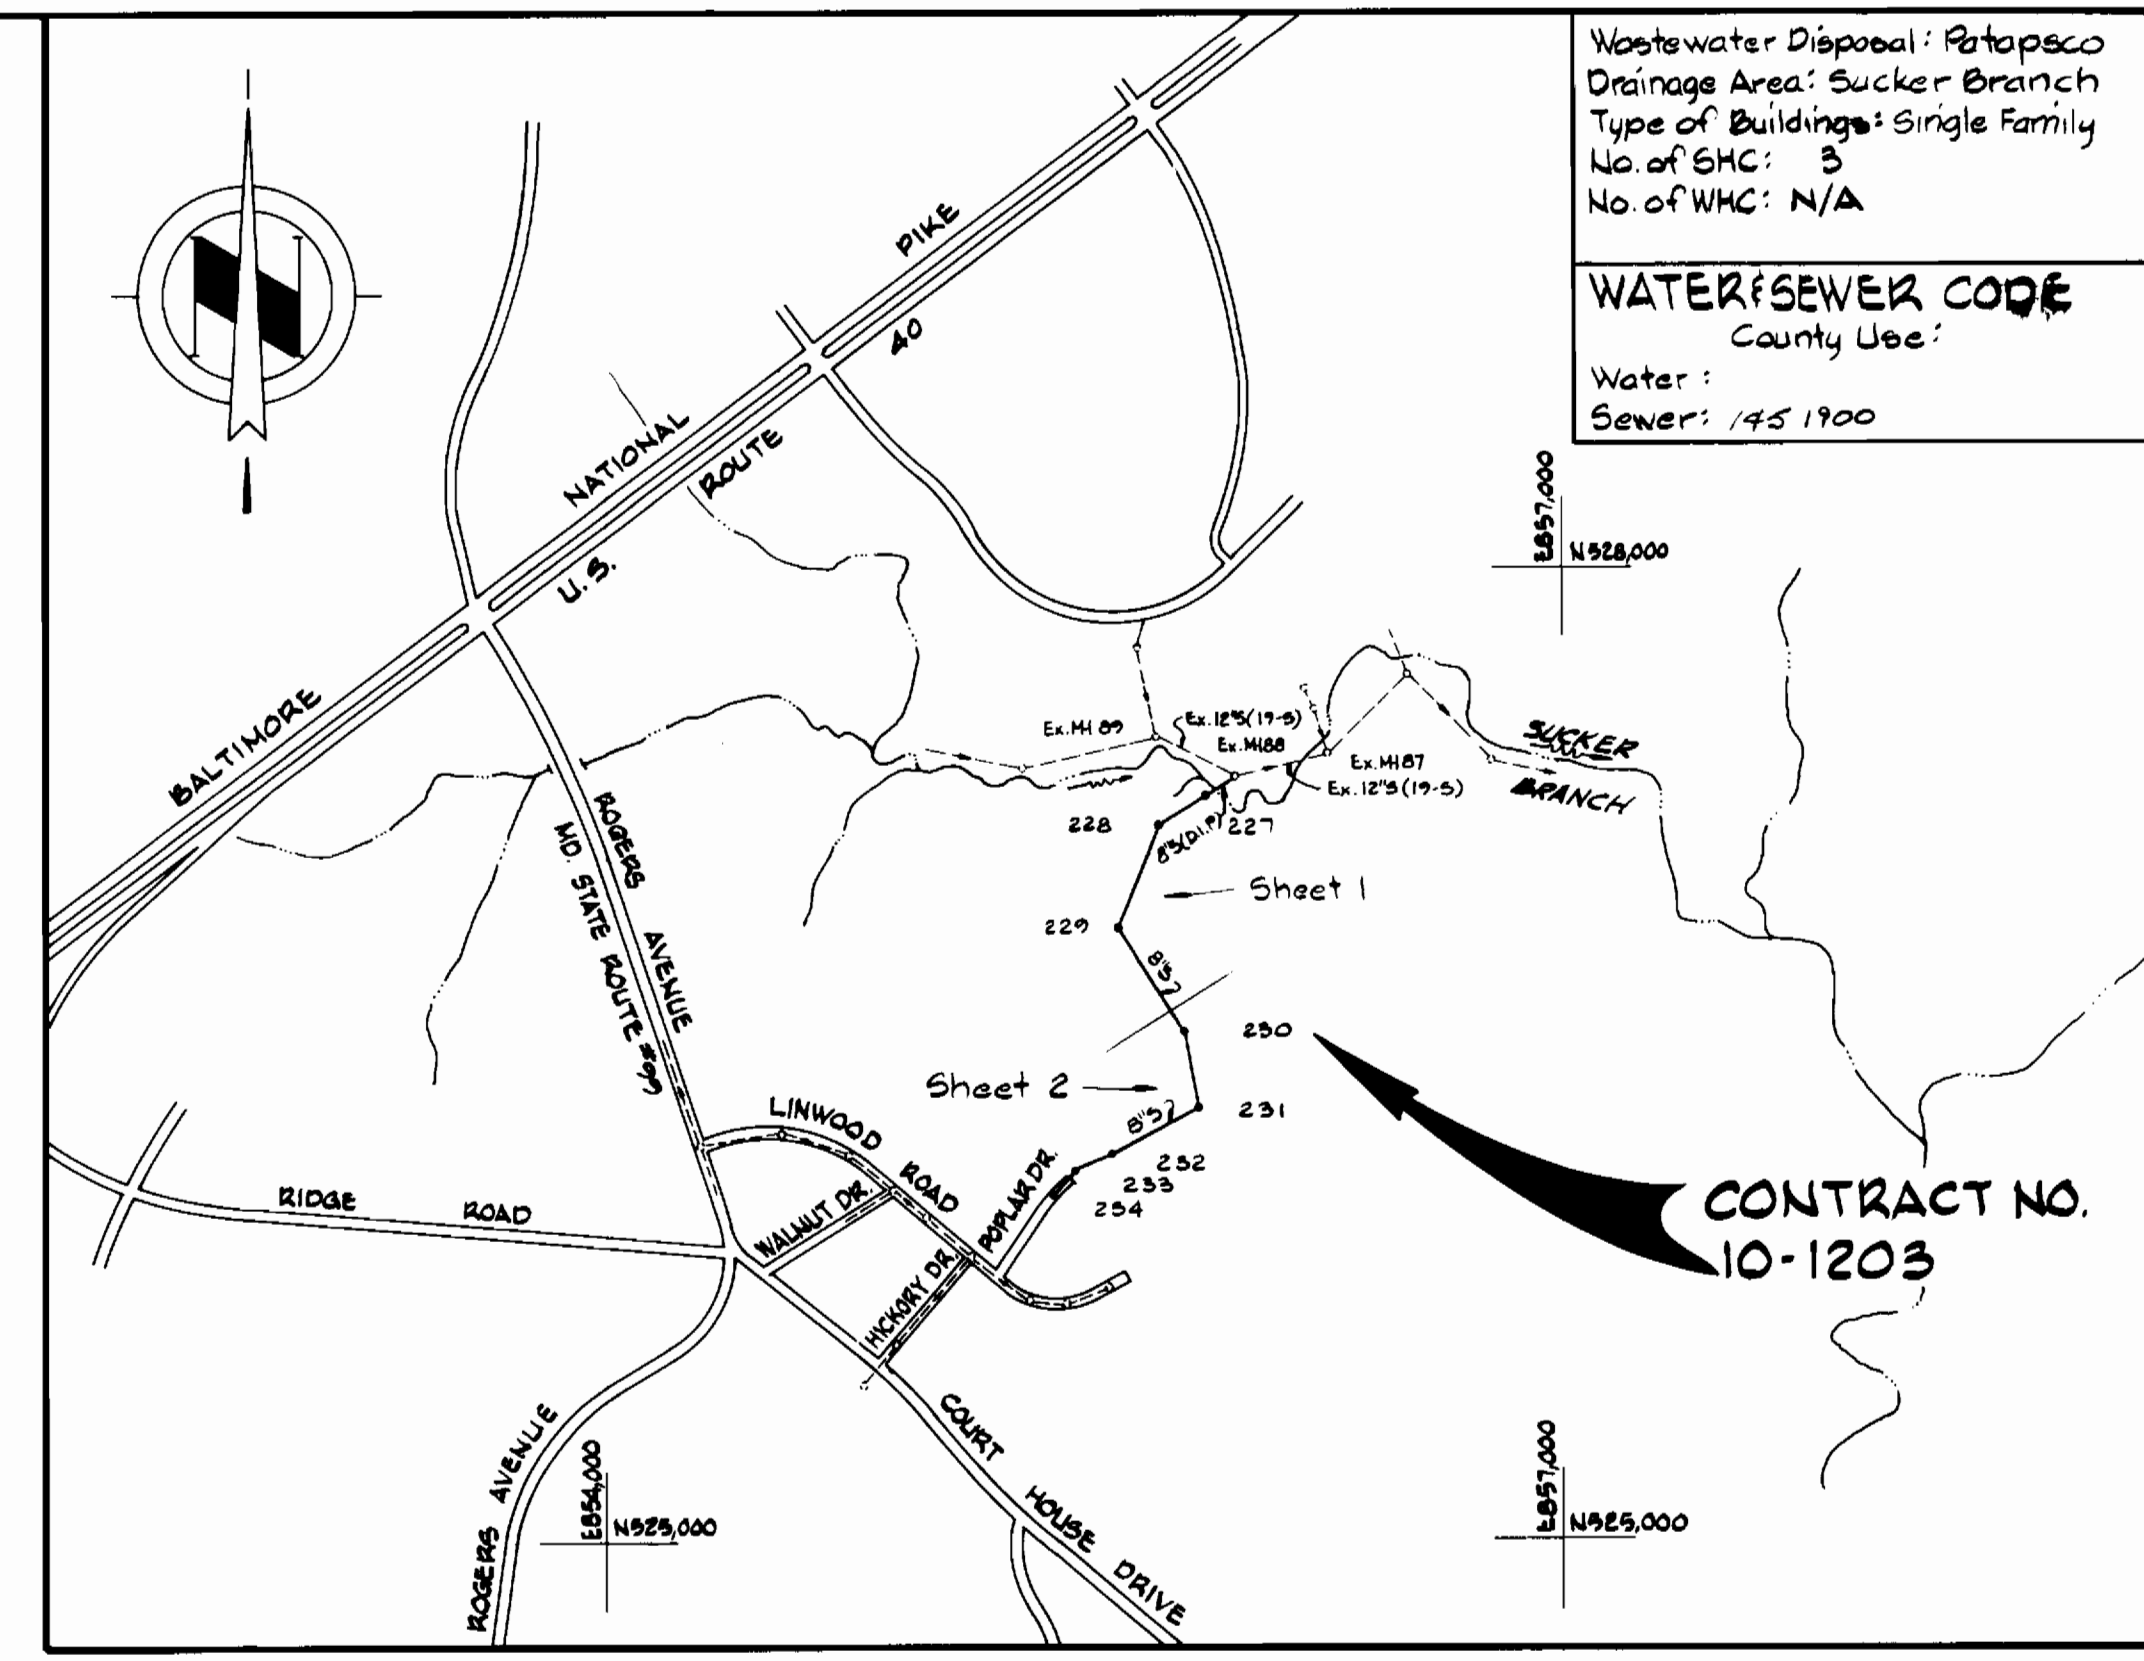 Wastewater Disposal: Patapsco
Drainage Area: Sucker Branch
Type of Buildings: Single Family
No. of SHC: 3
No. of WHC: N/A
WATER & SEWER CODE
County Use:
Water:
Sewer: 145 1900
N
BALTIMORE NATIONAL PIKE
U.S. ROUTE 40
E857,000
N528,000
Ex. MH 89
Ex. 12"S (19-S)
Ex. MH 88
Ex. MH 87
Ex. 12"S (19-S)
SUCKER
BRANCH
228
8"S (D.I.P.)
227
Sheet 1
229
8"S
230
Sheet 2
231
8"S
232
233
234
ROGERS AVENUE
MD. STATE ROUTE #99
LINWOOD ROAD
POPLAR DR.
WALNUT DR.
HICKORY DR.
RIDGE ROAD
CONTRACT NO.
10-1203
ROGERS AVENUE
COURT HOUSE DRIVE
E854,000
N525,000
E857,000
N525,000